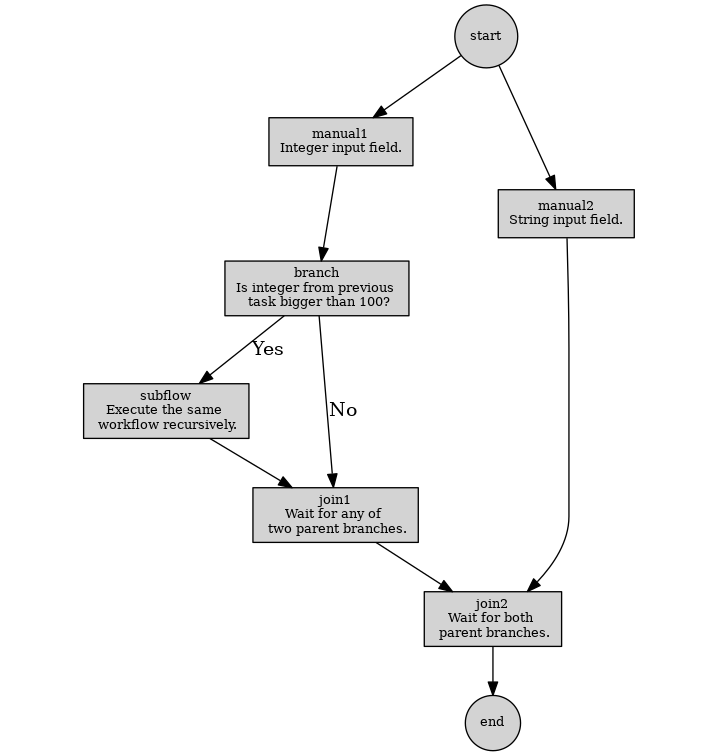 start
manual1
Integer input field.
manual2
String input field.
branch
Is integer from previous
task bigger than 100?
Yes
subflow
Execute the same
workflow recursively.
No
join1
Wait for any of
two parent branches.
join2
Wait for both
parent branches.
end